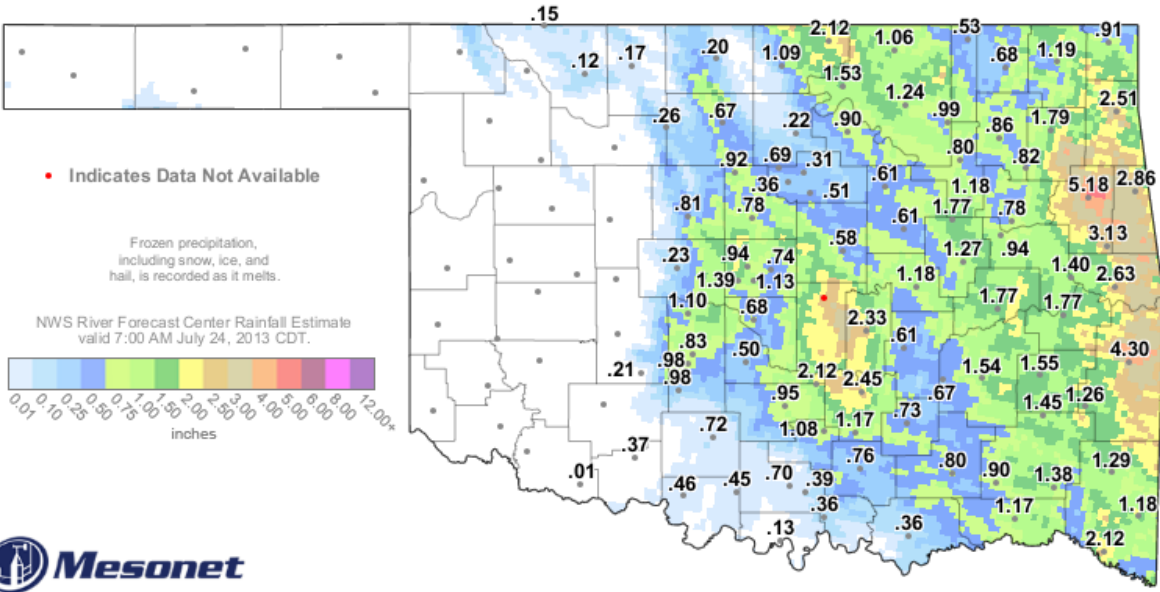 .15
2.12 1.06 .53 .91
.12 .17 .20 1.09 .68 1.19
1.53
1.24 2.51
.26 .67 .22 .90 .99 .86 1.79
.92 .69 .31 .80 .82
• Indicates Data Not Available
.36 .51 .61 1.18 5.18 2.86
.81 .78 .61 1.77 .78
Frozen precipitation,
including snow, ice, and
hail, is recorded as it melts.
.58 3.13
.23 .94 .74 1.27 .94
1.39 1.13 1.18 1.40 2.63
1.10 .68 1.77 1.77
NWS River Forecast Center Rainfall Estimate
valid 7:00 AM July 24, 2013 CDT.
2.33 .61
.83 .50 4.30
.21 .98 2.12 1.54 1.55
.98 2.45 .67
0.01 0.10 0.25 0.50 0.75 1.00 1.50 2.00 2.50 3.00 4.00 5.00 6.00 8.00 12.00+
inches
.95 .73 1.45 1.26
.72 1.08 1.17
.37 .76 .80 1.29
.01 .46 .45 .70 .39 .90 1.38
.36 1.17 1.18
.13 .36 2.12
Mesonet